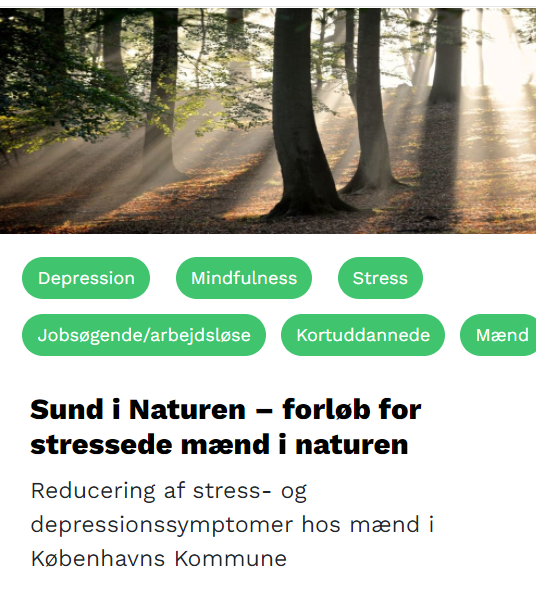 Depression Mindfulness Stress
Jobsøgende/arbejdsløse Kortuddannede Mænd
Sund i Naturen – forløb for
stressede mænd i naturen
Reducering af stress- og
depressionssymptomer hos mænd i
Københavns Kommune